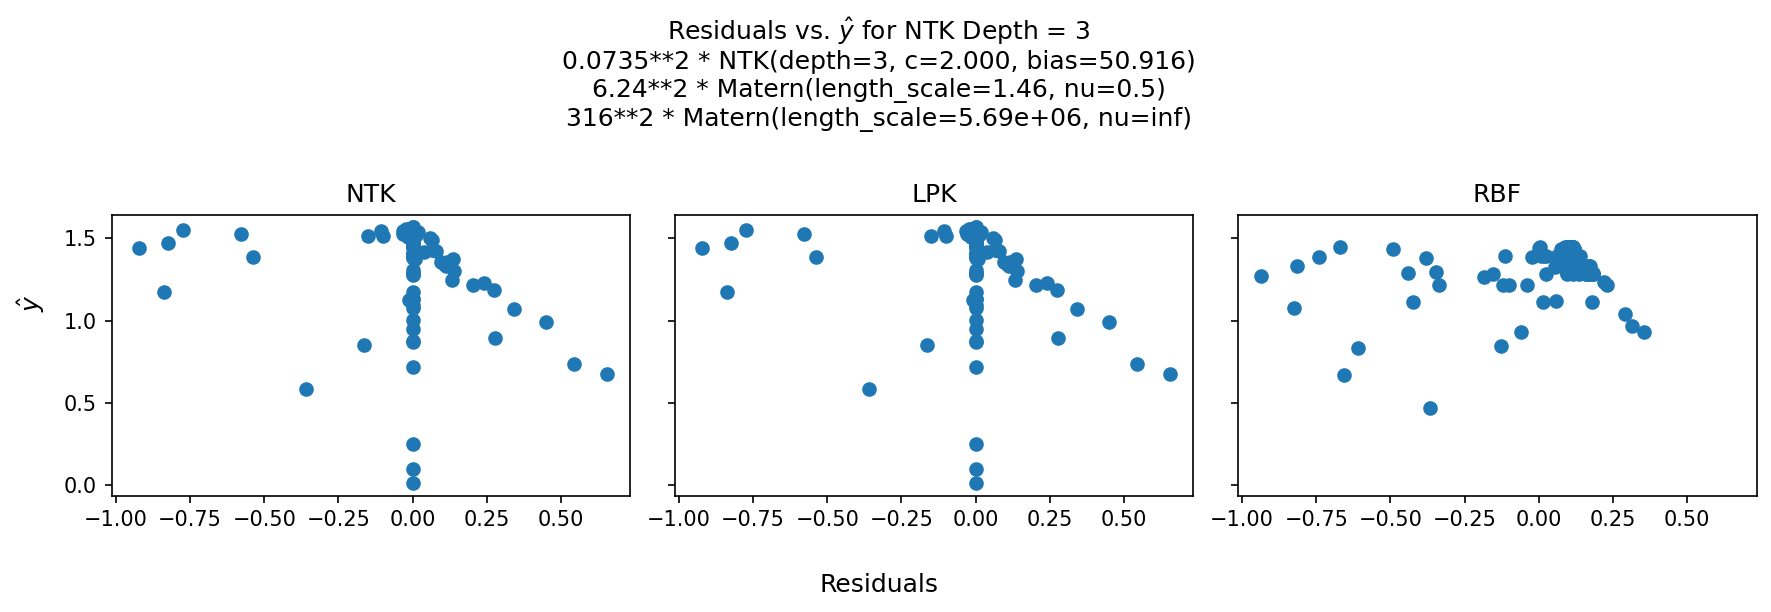 Residuals vs. ŷ for NTK Depth = 3
0.0735**2 * NTK(depth=3, c=2.000, bias=50.916)
6.24**2 * Matern(length_scale=1.46, nu=0.5)
316**2 * Matern(length_scale=5.69e+06, nu=inf)
NTK LPK RBF
1.5
1.0
0.5
0.0
ŷ
−1.00 −0.75 −0.50 −0.25 0.00 0.25 0.50 −1.00 −0.75 −0.50 −0.25 0.00 0.25 0.50 −1.00 −0.75 −0.50 −0.25 0.00 0.25 0.50
Residuals